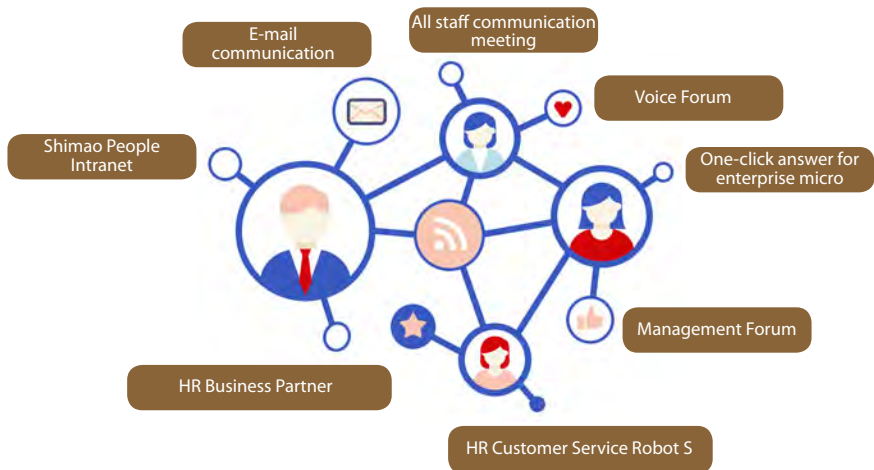 E-mail
communication
All staff communication
meeting
Voice Forum
Shimao People
Intranet
One-click answer for
enterprise micro
Management Forum
HR Business Partner
HR Customer Service Robot S